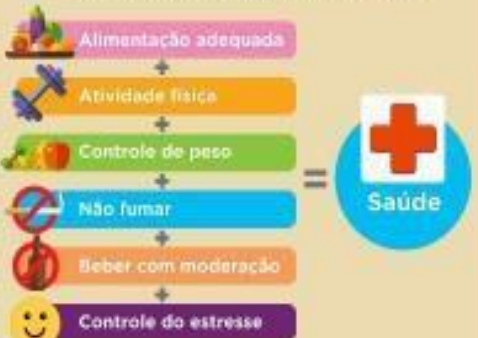 Alimentação adequada
+
Atividade física
+
Controle de peso
+
Não fumar
+
Beber com moderação
+
Controle do estresse
=
Saúde